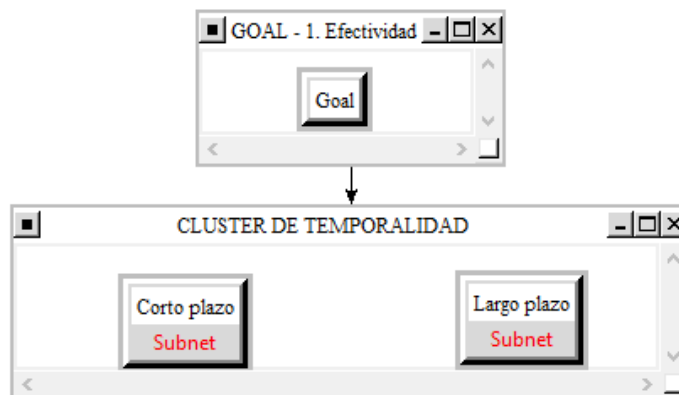 GOAL - 1. Efectividad
Goal
CLUSTER DE TEMPORALIDAD
Corto plazo
Subnet
Largo plazo
Subnet